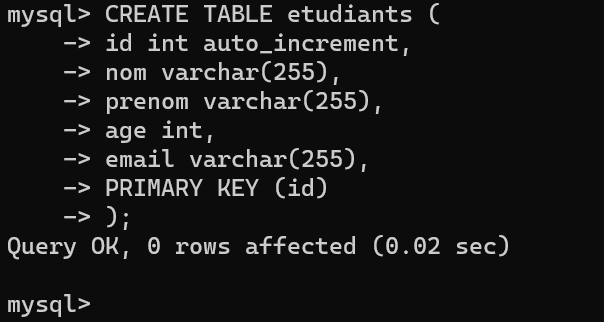 mysql> CREATE TABLE etudiants (
    -> id int auto_increment,
    -> nom varchar(255),
    -> prenom varchar(255),
    -> age int,
    -> email varchar(255),
    -> PRIMARY KEY (id)
    -> );
Query OK, 0 rows affected (0.02 sec)

mysql>